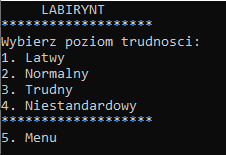 LABIRYNT
*******************
Wybierz poziom trudnosci:
1. Latwy
2. Normalny
3. Trudny
4. Niestandardowy
*******************
5. Menu